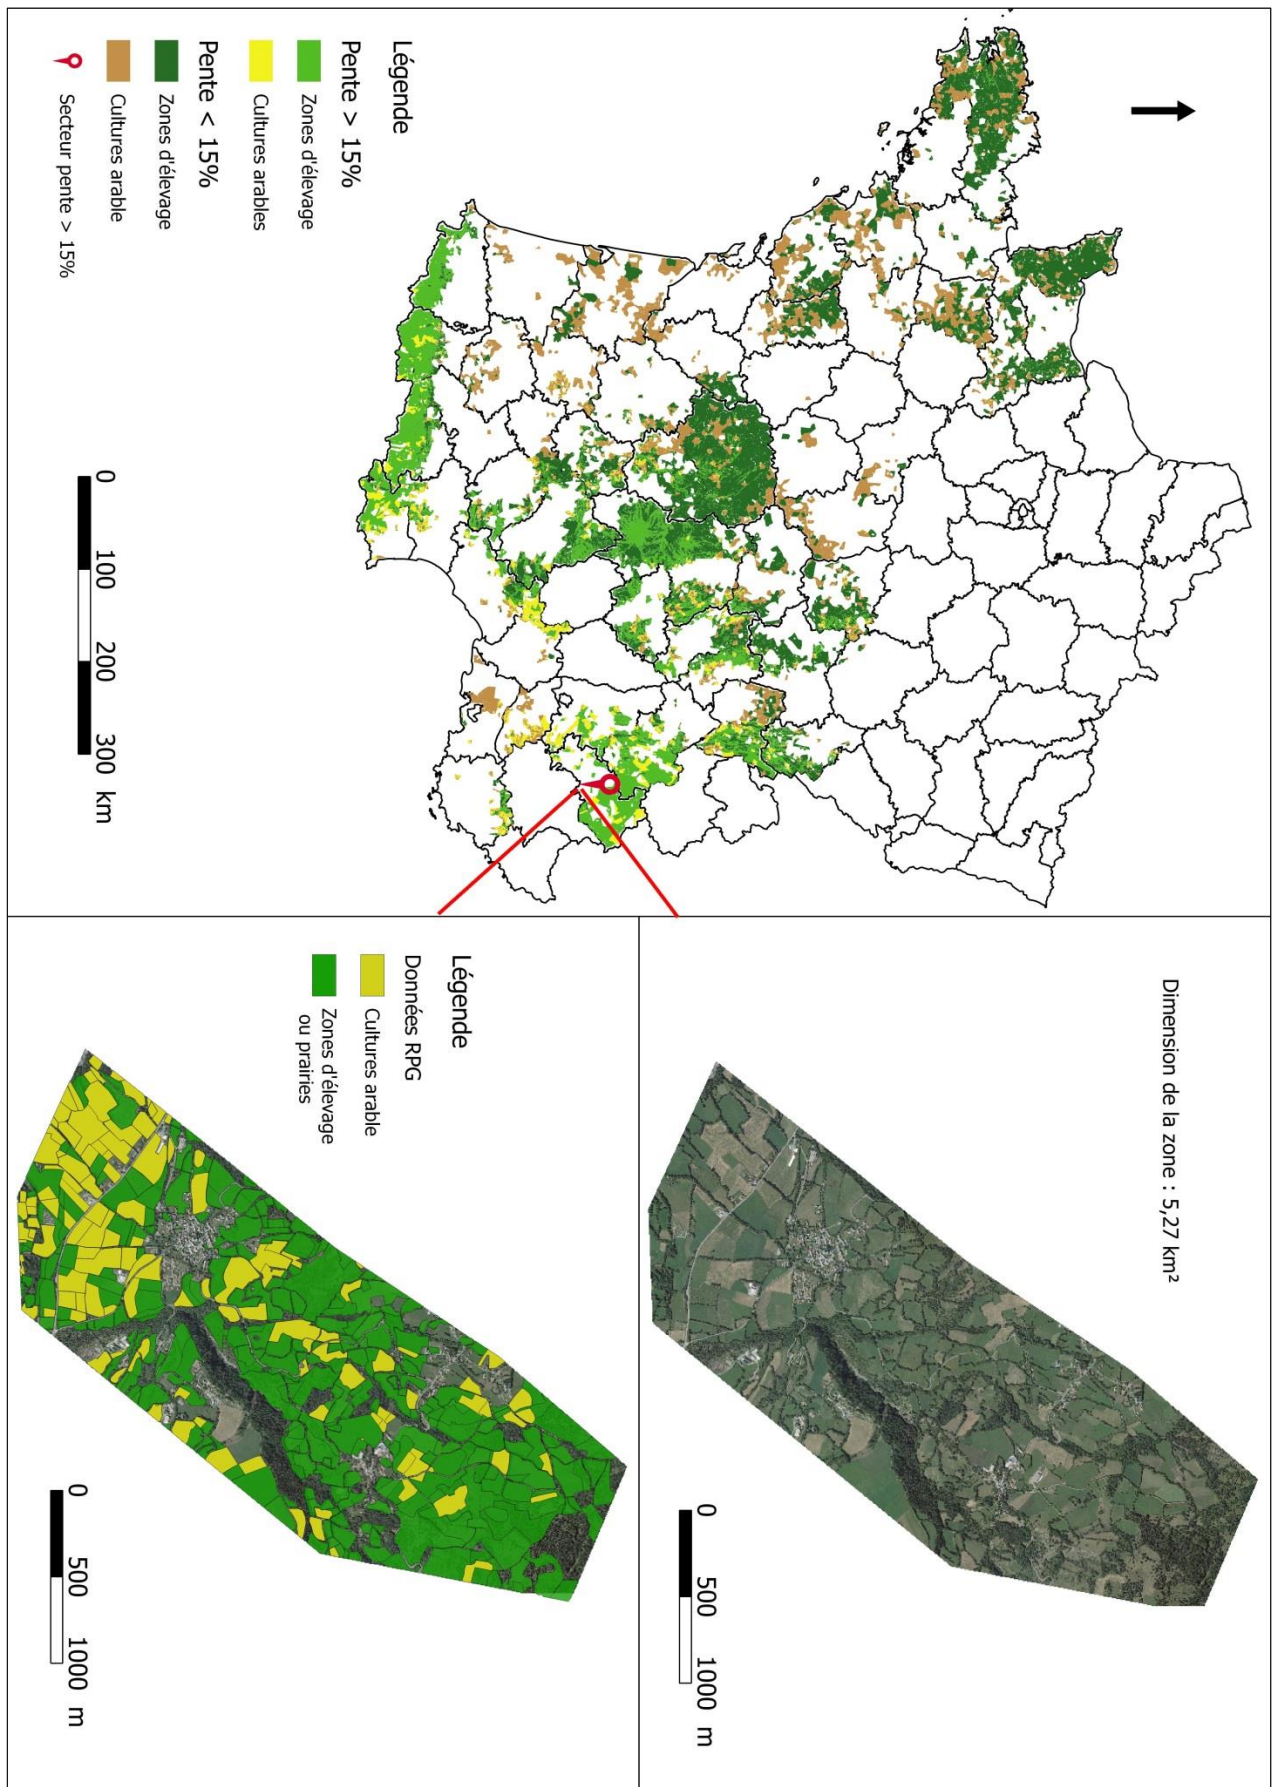 Légende
Pente > 15%
Zones d'élevage
Cultures arables
Pente < 15%
Zones d'élevage
Cultures arable
Secteur pente > 15%
0 100 200 300 km
Dimension de la zone : 5,27 km²
0 500 1000 m
Légende
Données RPG
Cultures arable
Zones d'élevage
ou prairies
0 500 1000 m